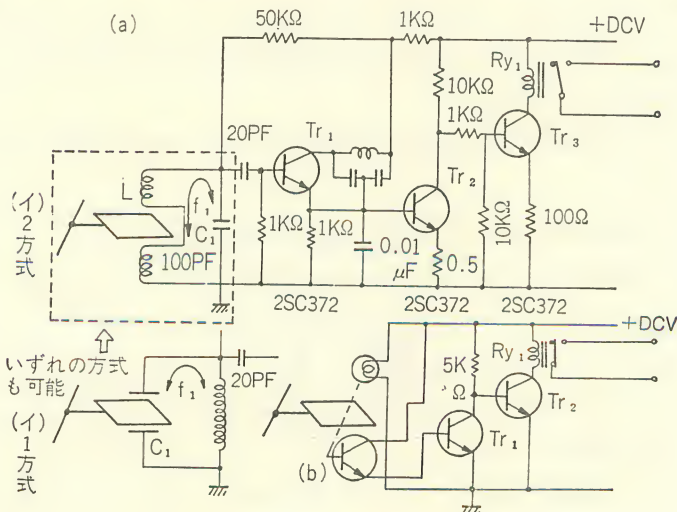 (a)
50KΩ
1KΩ
+DCV
Ry₁
10KΩ
1KΩ
20PF
Tr₁
Tr₂
Tr₃
(イ)2方式
L
f₁
C₁
100PF
1KΩ
1KΩ
0.01
μF
0.5
10KΩ
100Ω
2SC372
2SC372
2SC372
いずれの方式
も可能
(イ)1方式
f₁
C₁
20PF
+DCV
5K
Ω
Ry₁
Tr₁
Tr₂
(b)